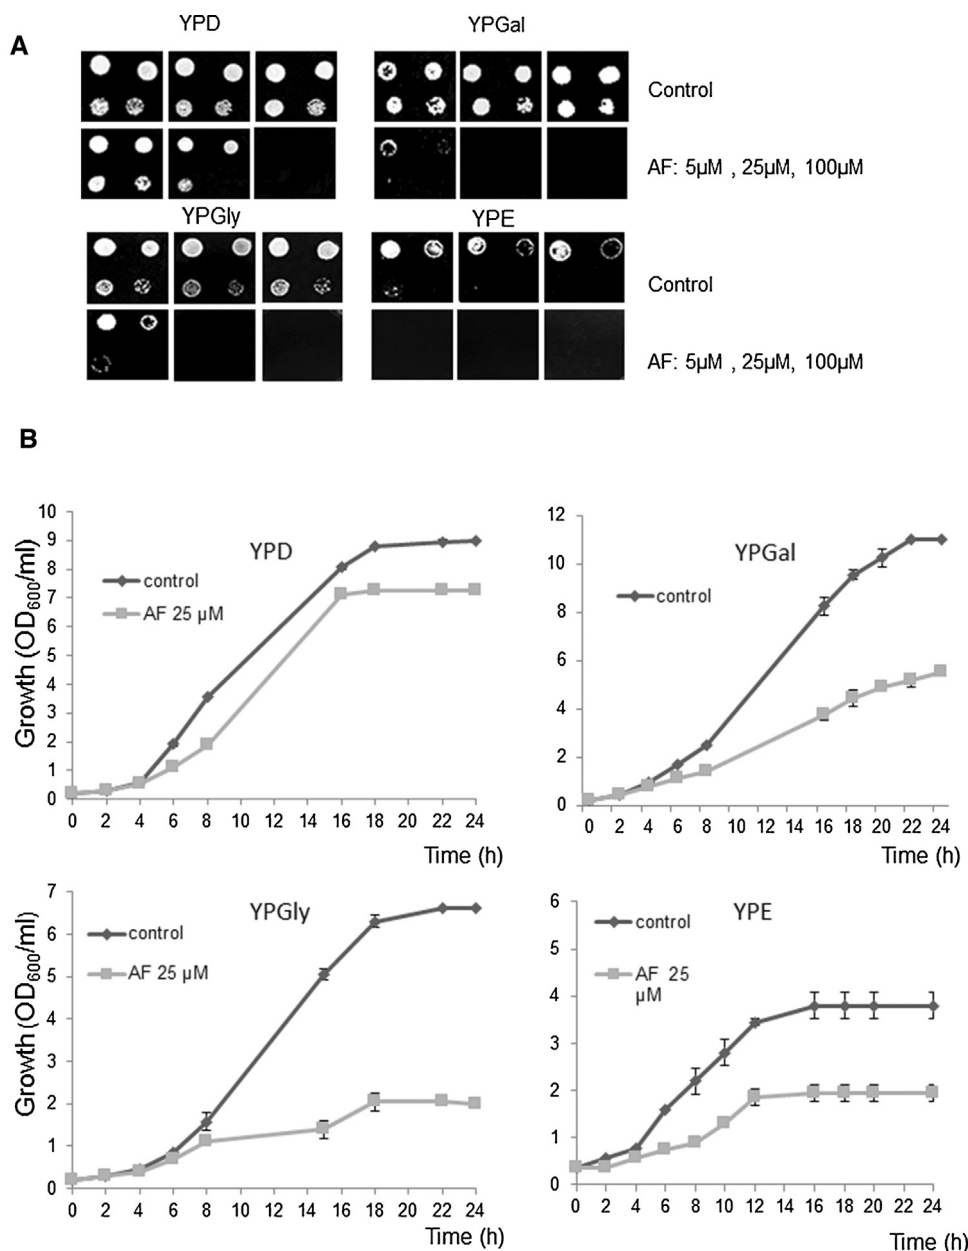 A
YPD
YPGal
Control
AF: 5µM , 25µM, 100µM
YPGly
YPE
Control
AF: 5µM , 25µM, 100µM
B
Growth (OD600/ml)
10
9
8
7
6
5
4
3
2
1
0
YPD
control
AF 25 µM
0 2 4 6 8 10 12 14 16 18 20 22 24
Time (h)
12
10
8
6
4
2
0
YPGal
control
0 2 4 6 8 10 12 14 16 18 20 22 24
Time (h)
Growth (OD600/ml)
7
6
5
4
3
2
1
0
YPGly
control
AF 25 µM
0 2 4 6 8 10 12 14 16 18 20 22 24
Time (h)
6
5
4
3
2
1
0
YPE
control
AF 25
µM
0 2 4 6 8 10 12 14 16 18 20 22 24
Time (h)